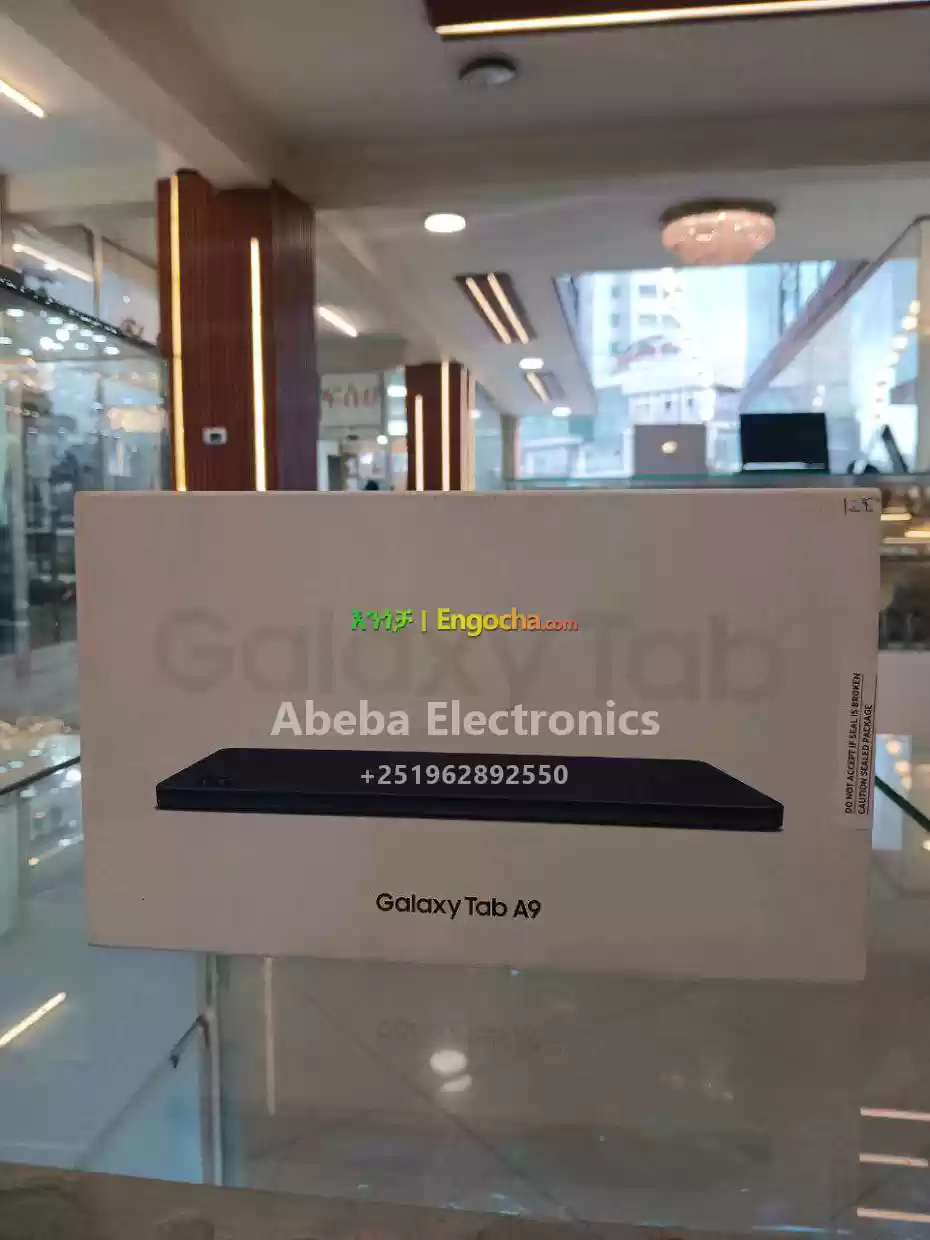 እንጎቻ | Engocha.com
Galaxy Tab
Abeba Electronics
+251962892550
DO NOT ACCEPT IF SEAL IS BROKEN
CAUTION SEALED PACKAGE
Galaxy Tab A9